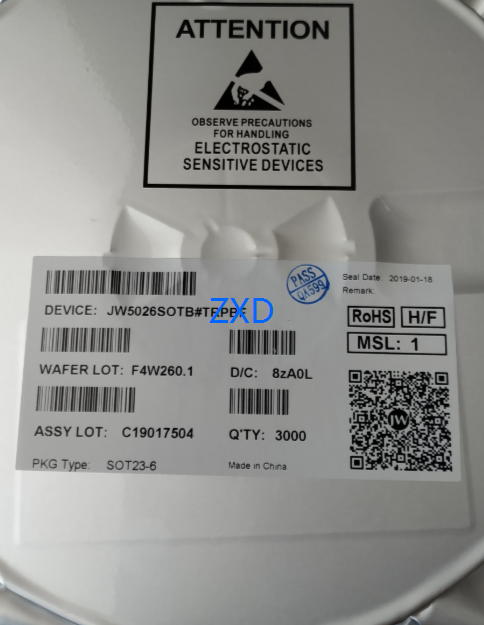 ATTENTION
OBSERVE PRECAUTIONS
FOR HANDLING
ELECTROSTATIC
SENSITIVE DEVICES
PASS
QA599
Seal Date: 2019-01-18
Remark:
DEVICE: JW5026SOTB#TRPBF
ZXD
RoHS H/F
MSL: 1
WAFER LOT: F4W260.1
D/C: 8zA0L
ASSY LOT: C19017504
Q'TY: 3000
JW
PKG Type: SOT23-6
Made in China